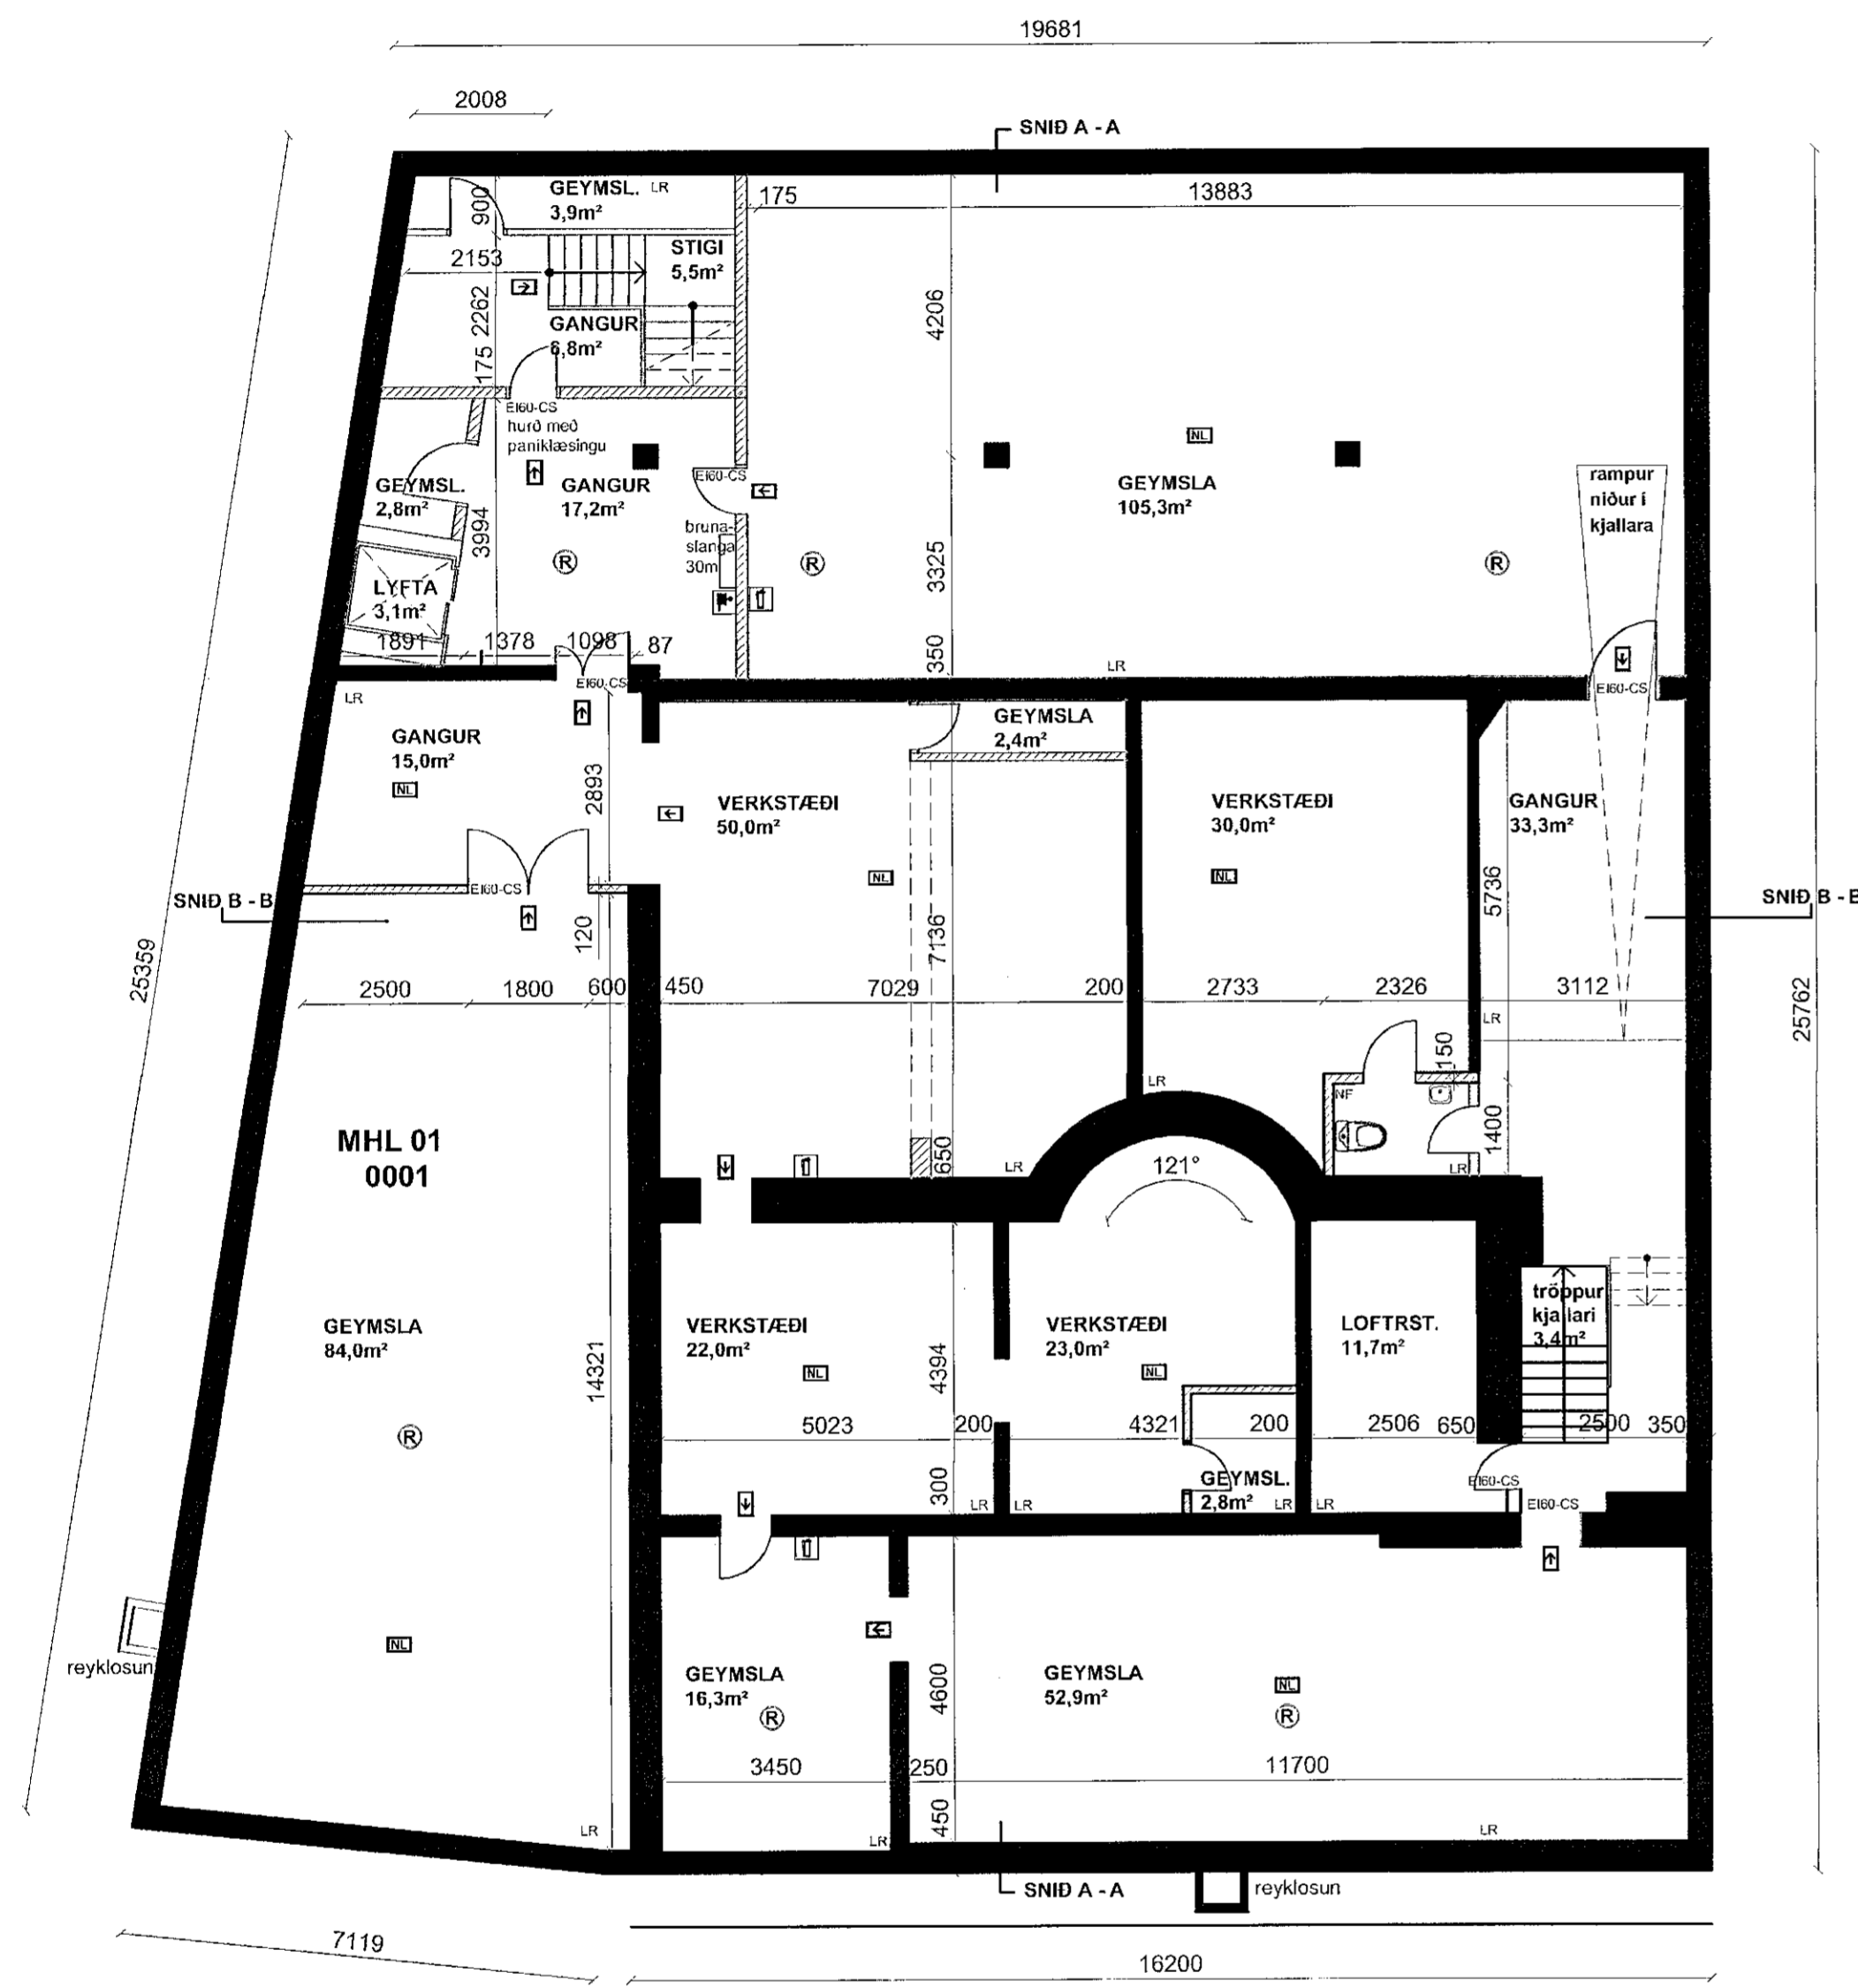 19681
2008
SNIÐ A - A
GEYMSL. LR
3,9m²
900
175
13883
STIGI
5,5m²
2153
2262
GANGUR
6,8m²
175
4206
EI60-CS
hurð með
paniklæsingu
GEYMSL.
2,8m²
GANGUR
17,2m²
EI60-CS
NL
GEYMSLA
105,3m²
rampur
niður í
kjallara
3994
bruna-
slanga
30m
R
R
R
3325
LYFTA
3,1m²
1891
1378
1098
87
350
LR
EI60-CS
EI60-CS
LR
GANGUR
15,0m²
NL
2893
GEYMSLA
2,4m²
VERKSTÆÐI
50,0m²
NL
VERKSTÆÐI
30,0m²
NL
GANGUR
33,3m²
5736
EI60-CS
SNIÐ B - B
SNIÐ B - B
120
7136
25359
25762
2500
1800
600
450
7029
200
2733
2326
3112
LR
150
LR
NF
1400
MHL 01
0001
650
LR
121°
LR
GEYMSLA
84,0m²
14321
VERKSTÆÐI
22,0m²
NL
4394
VERKSTÆÐI
23,0m²
NL
LOFTRST.
11,7m²
tröppur
kjallari
3,4m²
R
5023
200
4321
200
2506
650
2500
350
300
LR
LR
GEYMSL.
2,8m²
LR
LR
EI60-CS
EI60-CS
NL
reyklosun
GEYMSLA
16,3m²
R
4600
GEYMSLA
52,9m²
NL
R
3450
250
11700
450
LR
LR
LR
SNIÐ A - A
reyklosun
7119
16200